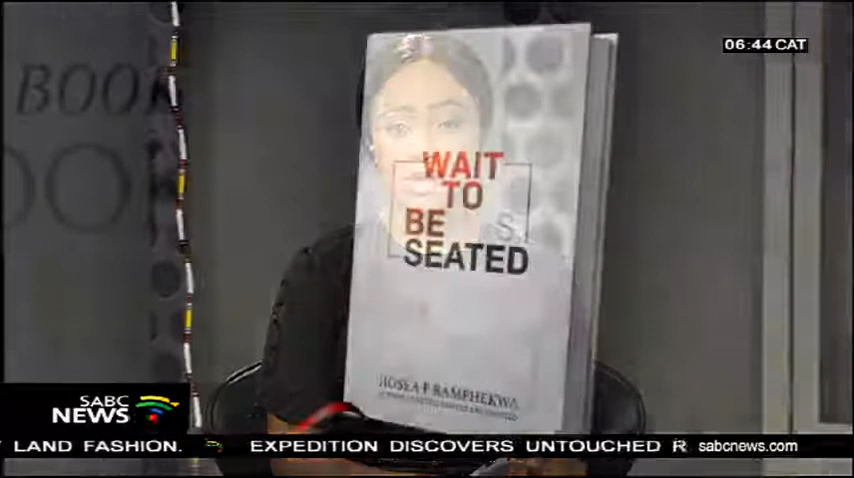 06:44 CAT
BOOK
WAIT
TO
BE
SEATED
HOSEA P RAMPHEKWA
SABC
NEWS
LAND FASHION.
EXPEDITION DISCOVERS UNTOUCHED R
sabcnews.com